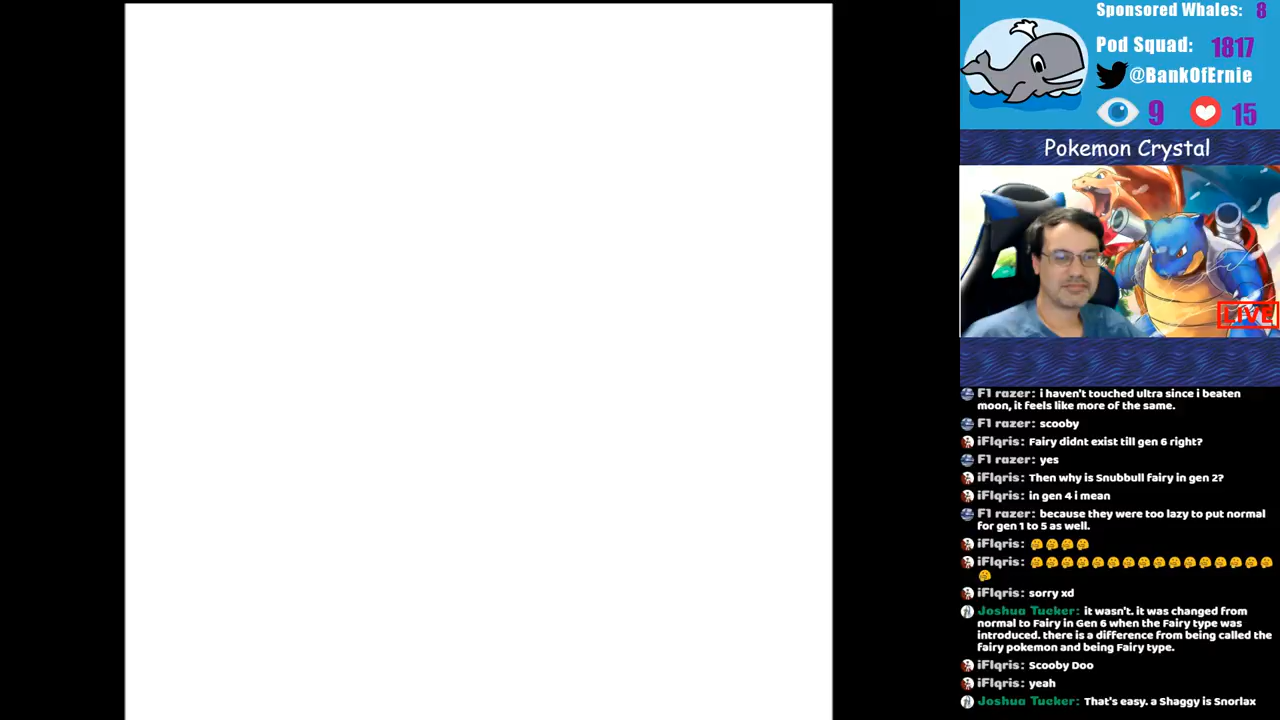 Sponsored Whales: 8
Pod Squad: 1817
@BankOfErnie
9 15
Pokemon Crystal
LIVE
F1 razer: i haven't touched ultra since i beaten
moon, it feels like more of the same.
F1 razer: scooby
iFlqris: Fairy didnt exist till gen 6 right?
F1 razer: yes
iFlqris: Then why is Snubbull fairy in gen 2?
iFlqris: in gen 4 i mean
F1 razer: because they were too lazy to put normal
for gen 1 to 5 as well.
iFlqris: 🤔🤔🤔🤔
iFlqris: 🤔🤔🤔🤔🤔🤔🤔🤔🤔🤔🤔🤔🤔🤔🤔🤔
🤔
iFlqris: sorry xd
Joshua Tucker: it wasn't. it was changed from
normal to Fairy in Gen 6 when the Fairy type was
introduced. there is a difference from being called the
fairy pokemon and being Fairy type.
iFlqris: Scooby Doo
iFlqris: yeah
Joshua Tucker: That's easy. a Shaggy is Snorlax